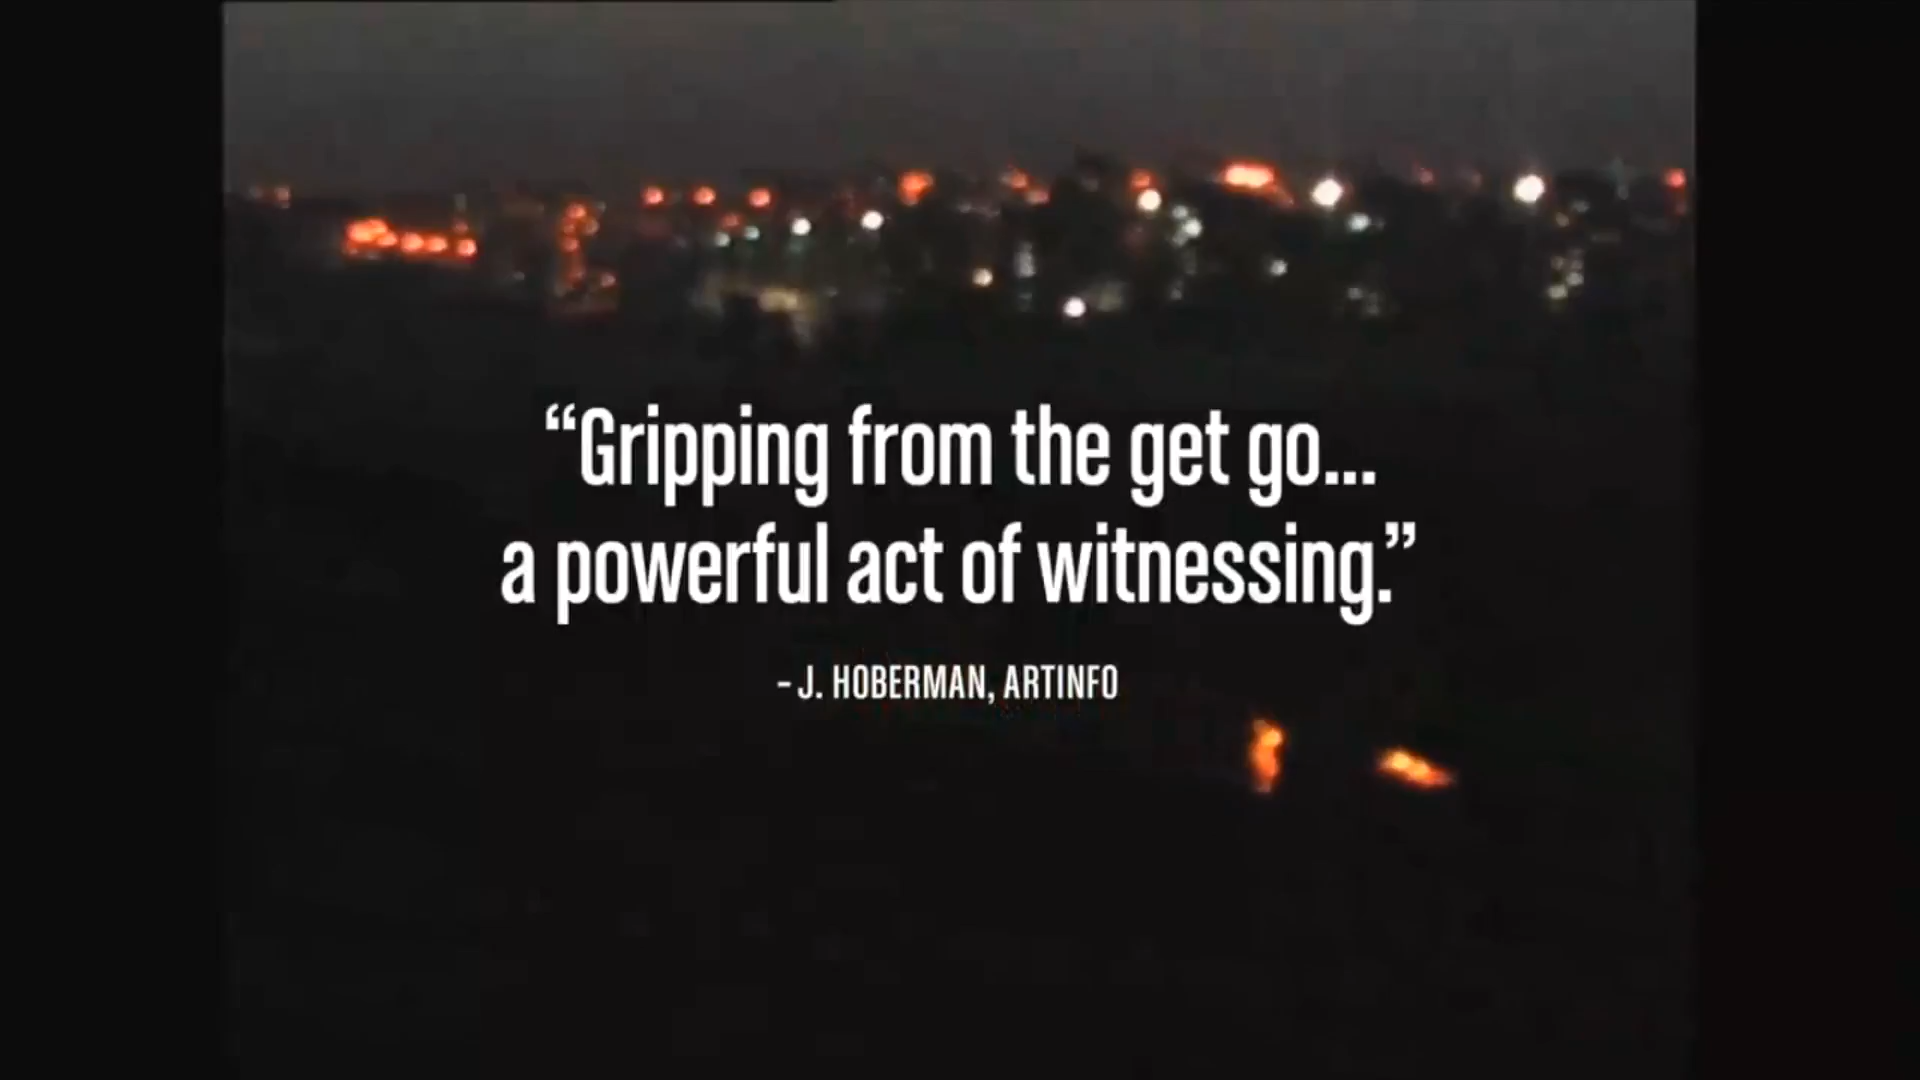 “Gripping from the get go...
a powerful act of witnessing.”
– J. HOBERMAN, ARTINFO